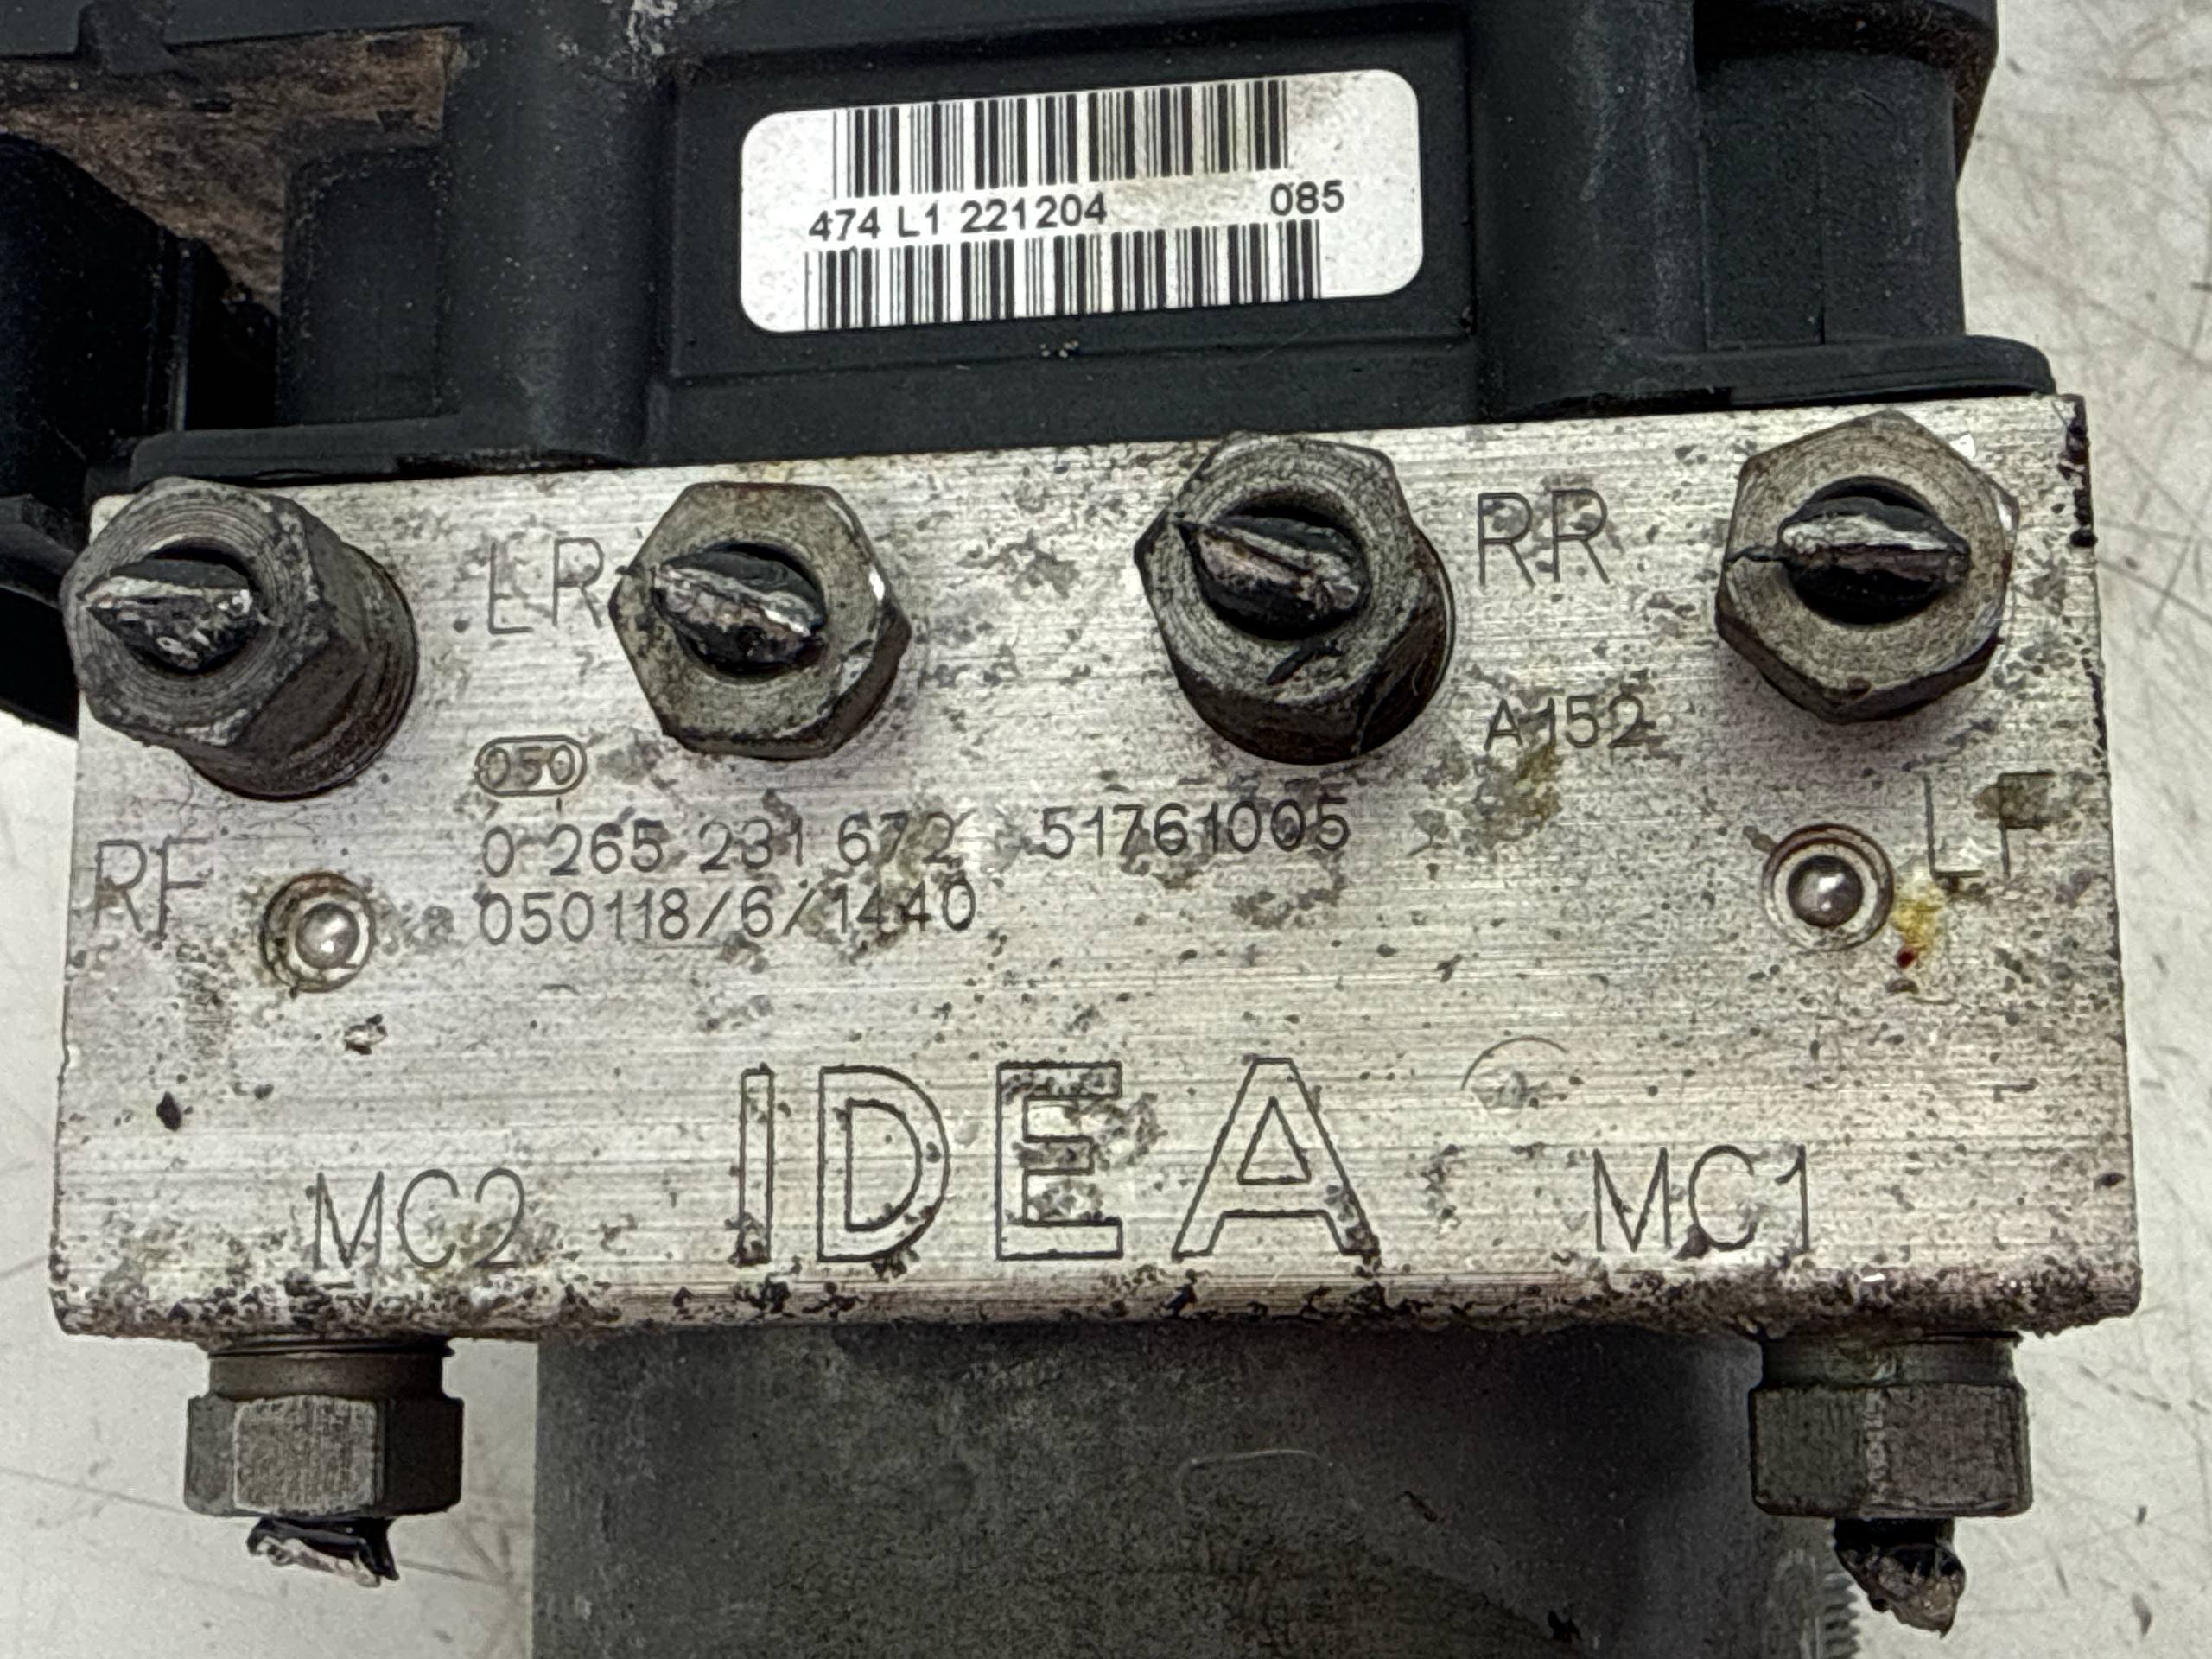 474 L1 221204 085
LR
RR
A152
050
0 265 231 672 51761005
050118/6/1440
RF
LF
IDEA
MC2
MC1